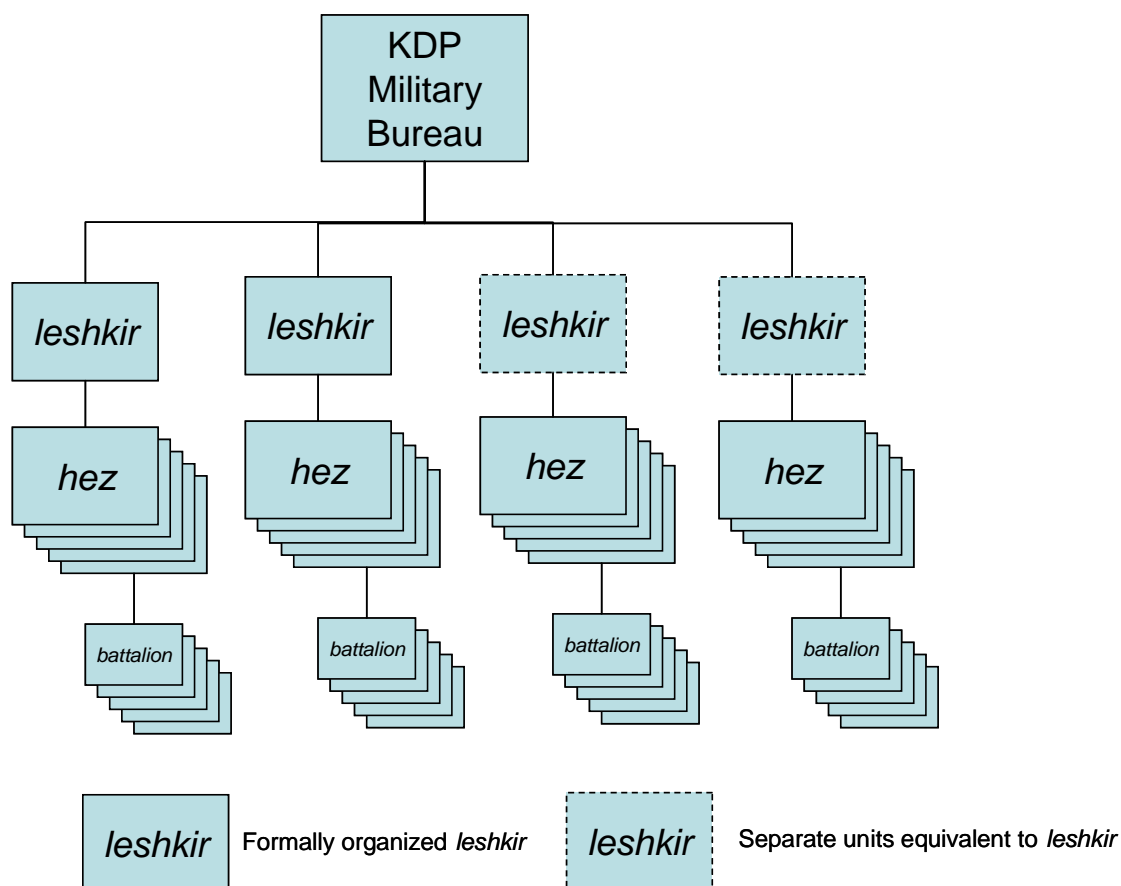 KDP
Military
Bureau
leshkir
leshkir
leshkir
leshkir
hez
hez
hez
hez
battalion
battalion
battalion
battalion
leshkir
Formally organized leshkir
leshkir
Separate units equivalent to leshkir